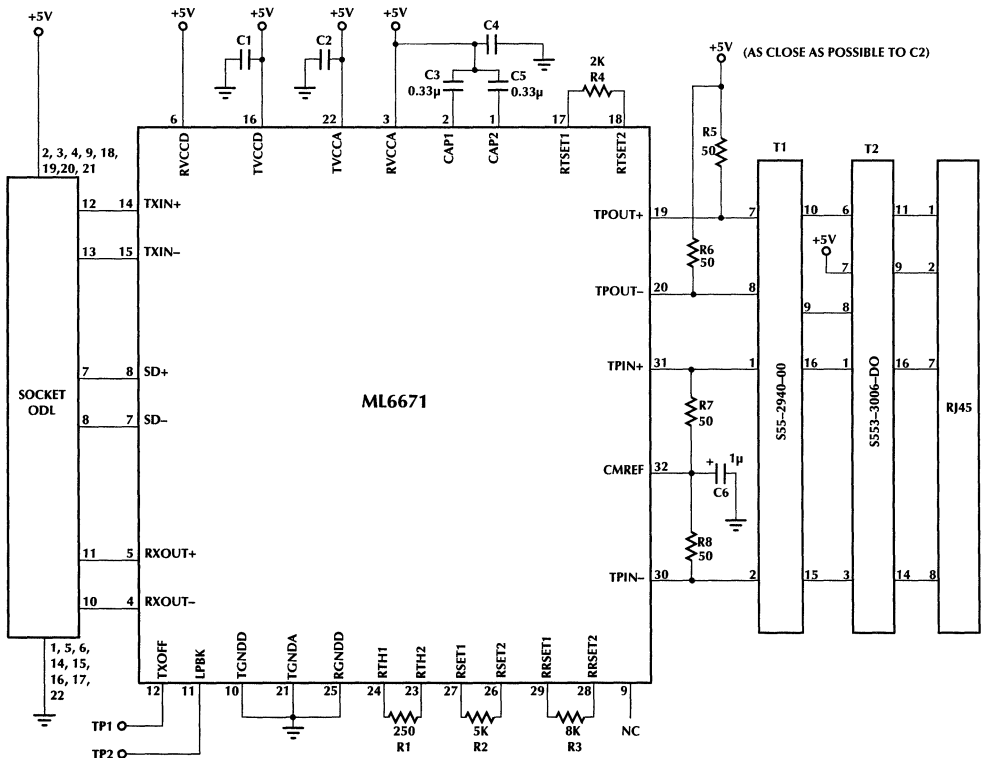 +5V
+5V
+5V
+5V
+5V
C1
C2
C4
C3
0.33µ
C5
0.33µ
2K
R4
+5V
(AS CLOSE AS POSSIBLE TO C2)
6
16
22
3
2
1
17
18
RVCCD
TVCCD
TVCCA
RVCCA
CAP1
CAP2
RTSET1
RTSET2
R5
50
T1
T2
2, 3, 4, 9, 18,
19,20, 21
12
14
TXIN+
TPOUT+
19
7
10
6
11
1
13
15
TXIN–
R6
50
+5V
7
9
2
TPOUT–
20
8
9
8
7
8
SD+
TPIN+
31
1
16
1
16
7
SOCKET
ODL
ML6671
R7
50
S55–2940–00
S553–3006–DO
RJ45
8
7
SD–
CMREF
32
+
1µ
C6
R8
50
11
5
RXOUT+
TPIN–
30
2
15
3
14
8
10
4
RXOUT–
1, 5, 6,
14, 15,
16, 17,
22
TXOFF
LPBK
TGNDD
TGNDA
RGNDD
RTH1
RTH2
RSET1
RSET2
RRSET1
RRSET2
12
11
10
21
25
24
23
27
26
29
28
9
TP1
TP2
250
R1
5K
R2
8K
R3
NC